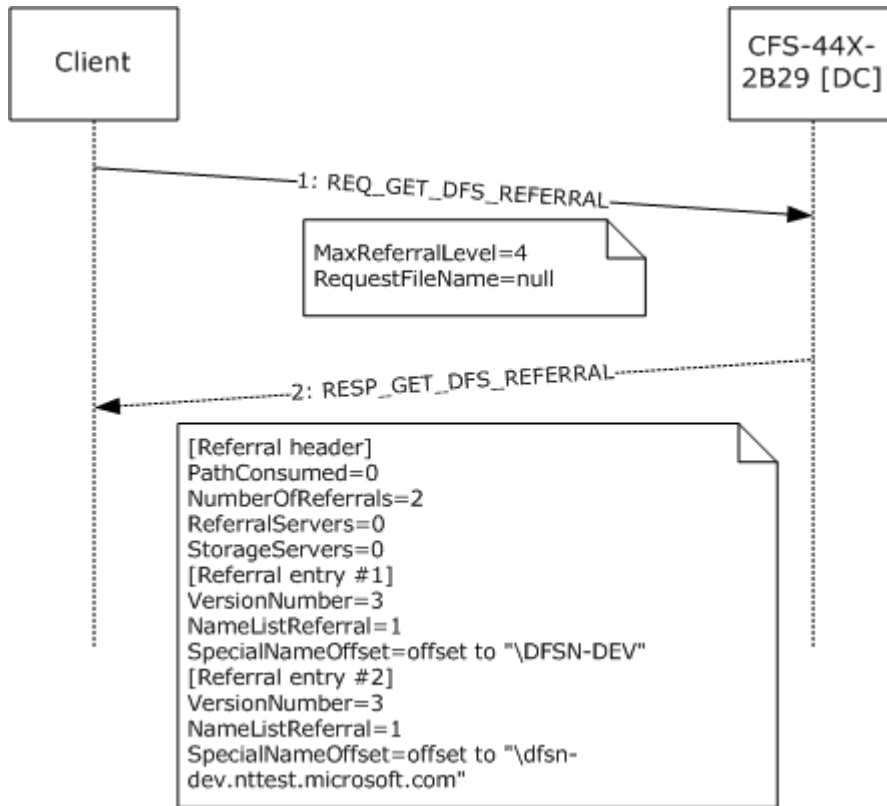 Client
CFS-44X-
2B29 [DC]
1: REQ_GET_DFS_REFERRAL
MaxReferralLevel=4
RequestFileName=null
2: RESP_GET_DFS_REFERRAL
[Referral header]
PathConsumed=0
NumberOfReferrals=2
ReferralServers=0
StorageServers=0
[Referral entry #1]
VersionNumber=3
NameListReferral=1
SpecialNameOffset=offset to "\DFSN-DEV"
[Referral entry #2]
VersionNumber=3
NameListReferral=1
SpecialNameOffset=offset to "\dfsn-
dev.nttest.microsoft.com"